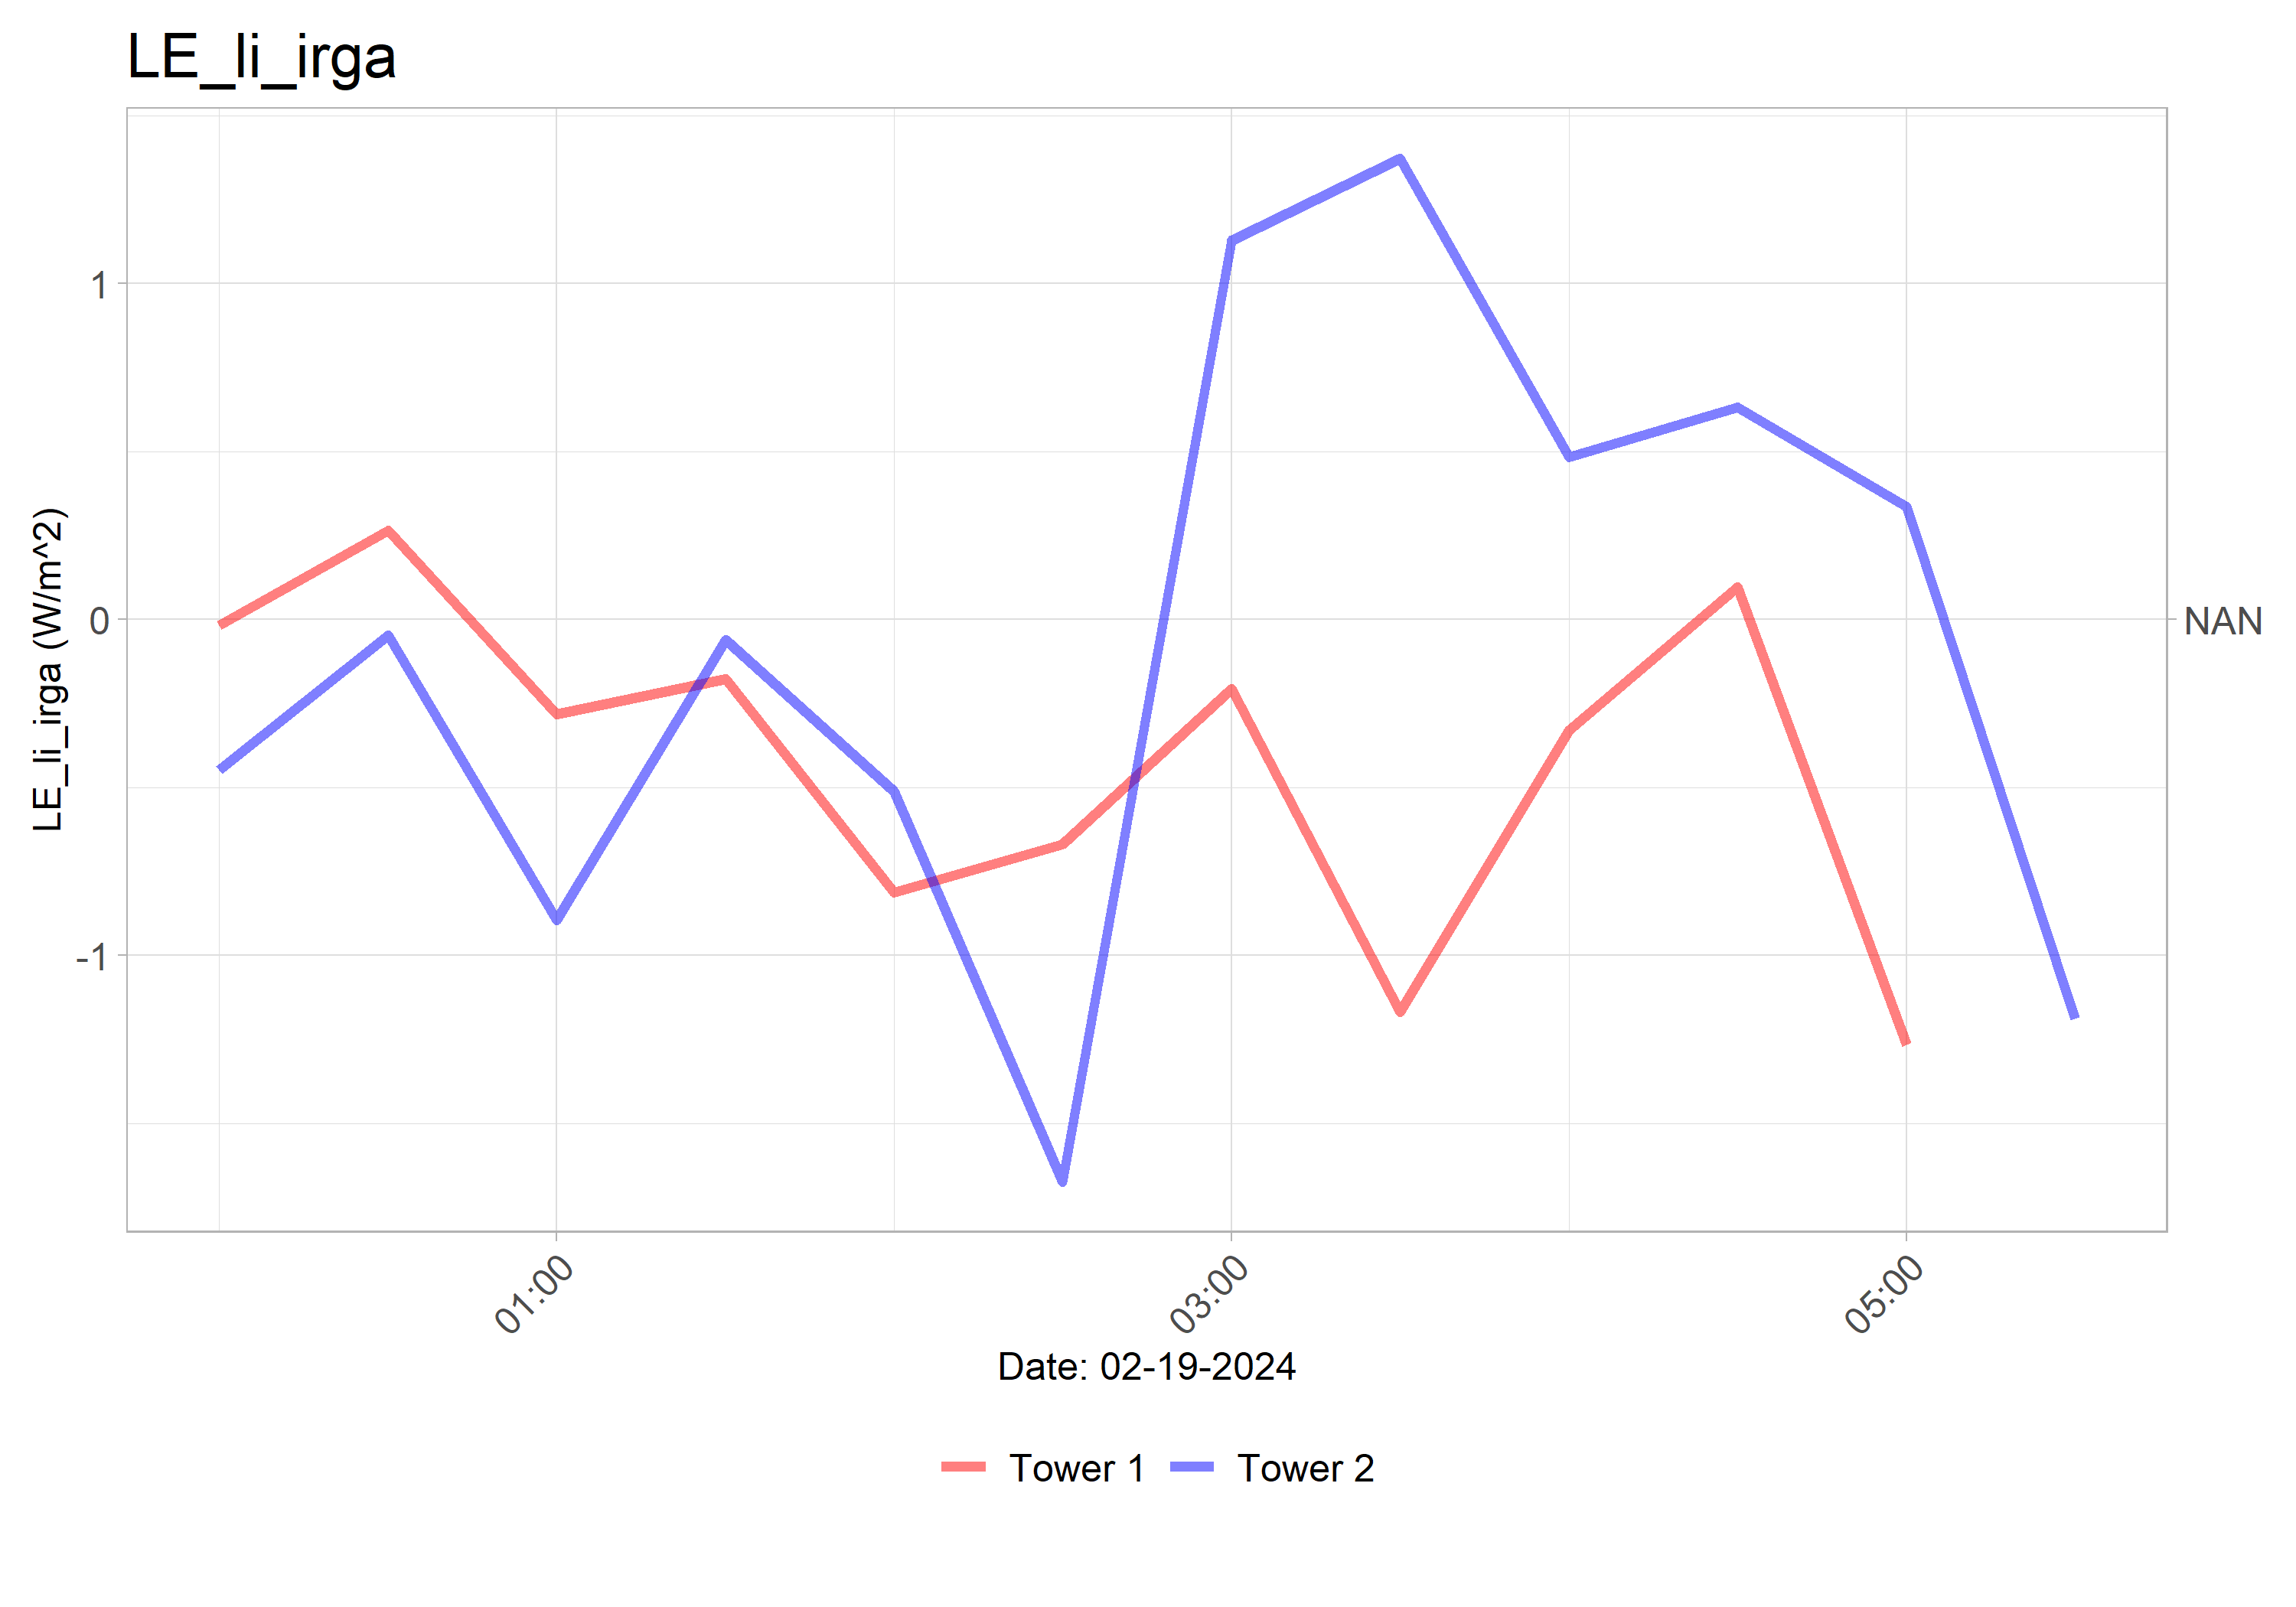 LE_li_irga
LE_li_irga (W/m^2)
1
0
-1
NAN
01:00
03:00
05:00
Date: 02-19-2024
Tower 1
Tower 2